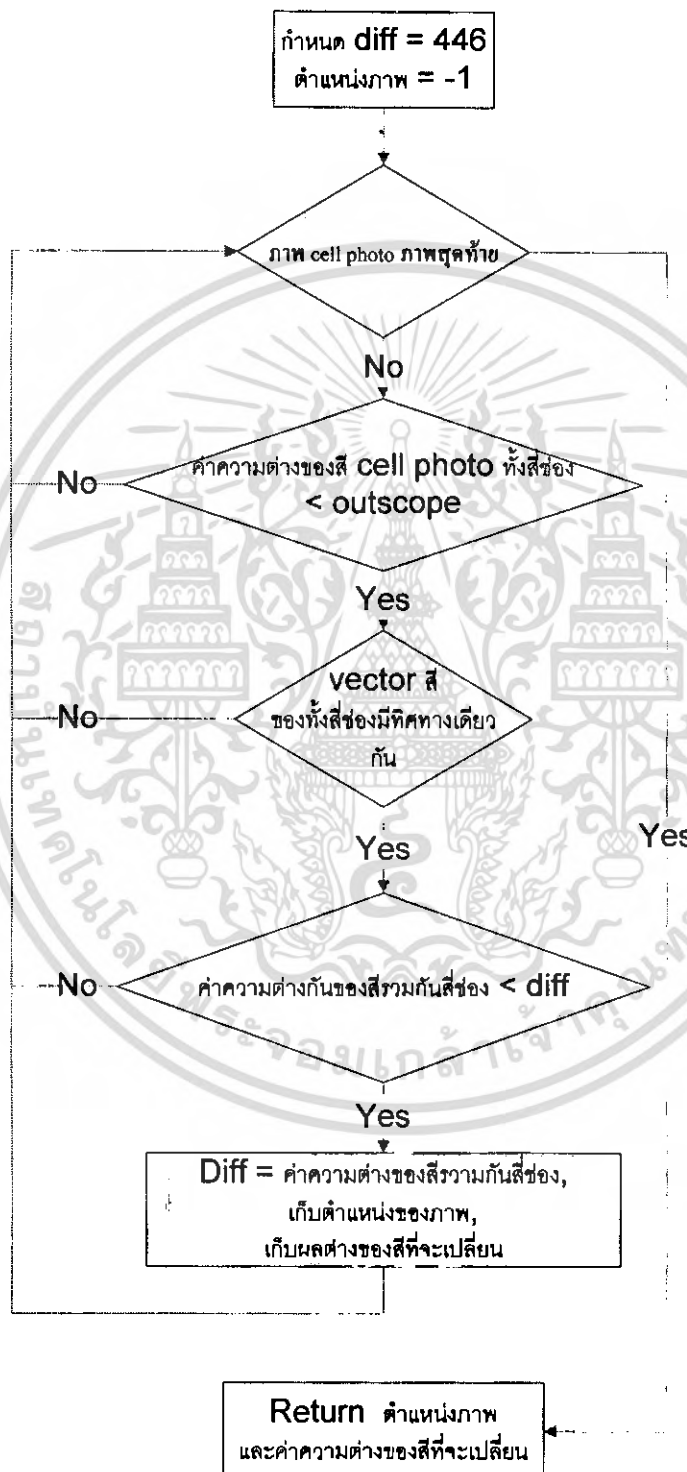 กำหนด diff = 446
ตำแหน่งภาพ = -1
ภาพ cell photo ภาพสุดท้าย
No
ค่าความต่างของสี cell photo ทั้งสี่ช่อง
< outscope
No
Yes
vector สี
ของทั้งสี่ช่องมีทิศทางเดียว
กัน
No
Yes
Yes
ค่าความต่างกันของสีรวมกันสี่ช่อง < diff
No
Yes
Diff = ค่าความต่างของสีรวามกันสี่ช่อง,
เก็บตำแหน่งของภาพ,
เก็บผลต่างของสีที่จะเปลี่ยน
Return ตำแหน่งภาพ
และค่าความต่างของสีที่จะเปลี่ยน